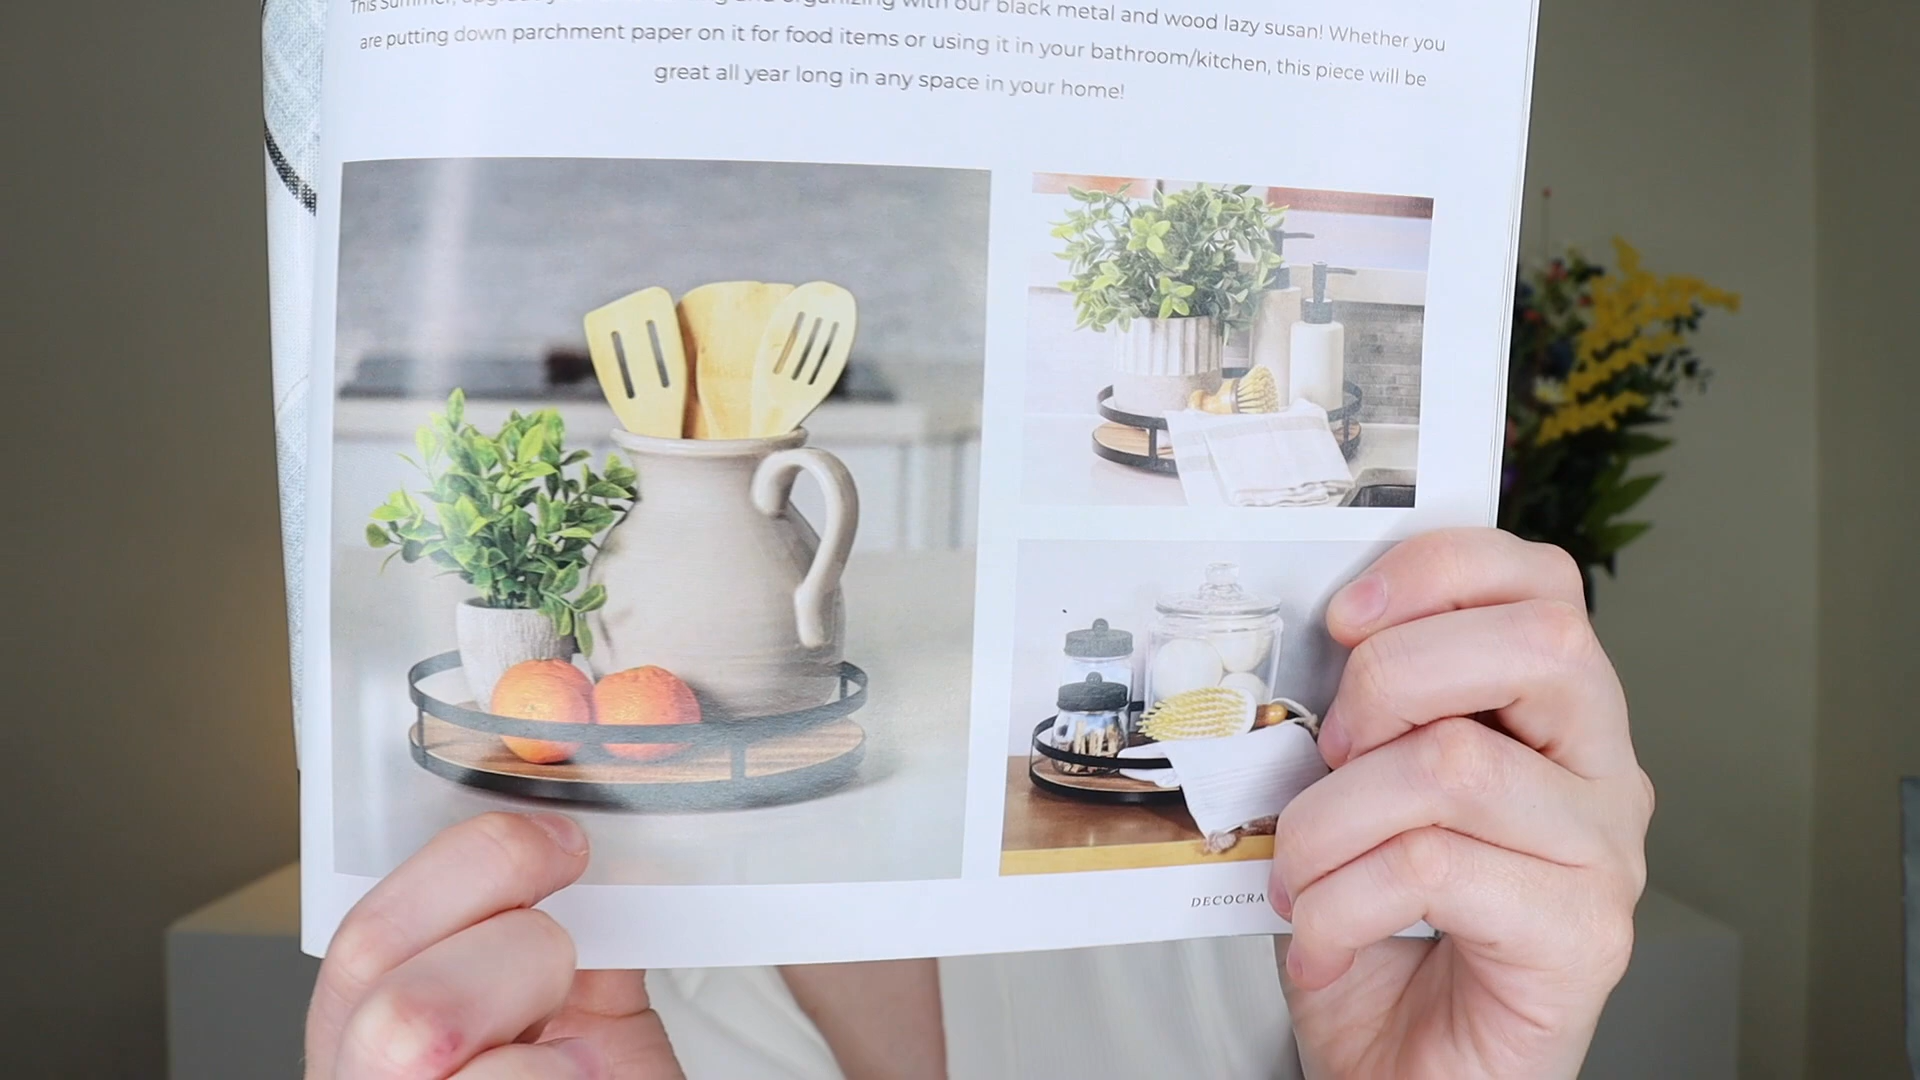 This Summer, organizing with our black metal and wood lazy susan! Whether you
are putting down parchment paper on it for food items or using it in your bathroom/kitchen, this piece will be
great all year long in any space in your home!
DECOCRA